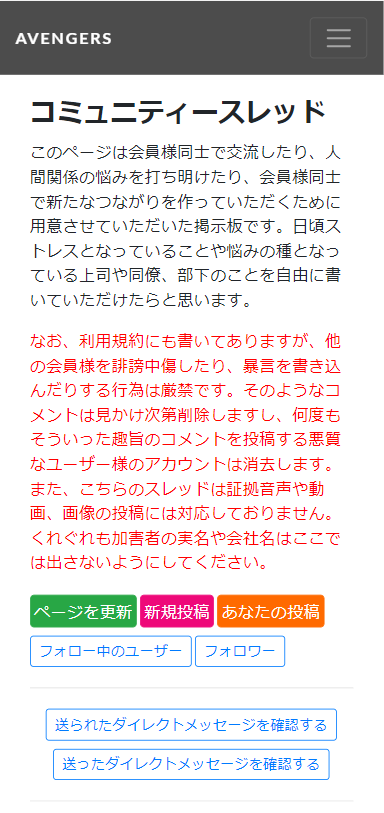 AVENGERS
コミュニティースレッド
このページは会員様同士で交流したり、人
間関係の悩みを打ち明けたり、会員様同士
で新たなつながりを作っていただくために
用意させていただいた掲示板です。日頃ス
トレスとなっていることや悩みの種となっ
ている上司や同僚、部下のことを自由に書
いていただけたらと思います。
なお、利用規約にも書いてありますが、他
の会員様を誹謗中傷したり、暴言を書き込
んだりする行為は厳禁です。そのようなコ
メントは見かけ次第削除しますし、何度も
そういった趣旨のコメントを投稿する悪質
なユーザー様のアカウントは消去します。
また、こちらのスレッドは証拠音声や動
画、画像の投稿には対応しておりません。
くれぐれも加害者の実名や会社名はここで
は出さないようにしてください。
ページを更新 新規投稿 あなたの投稿
フォロー中のユーザー フォロワー
送られたダイレクトメッセージを確認する
送ったダイレクトメッセージを確認する